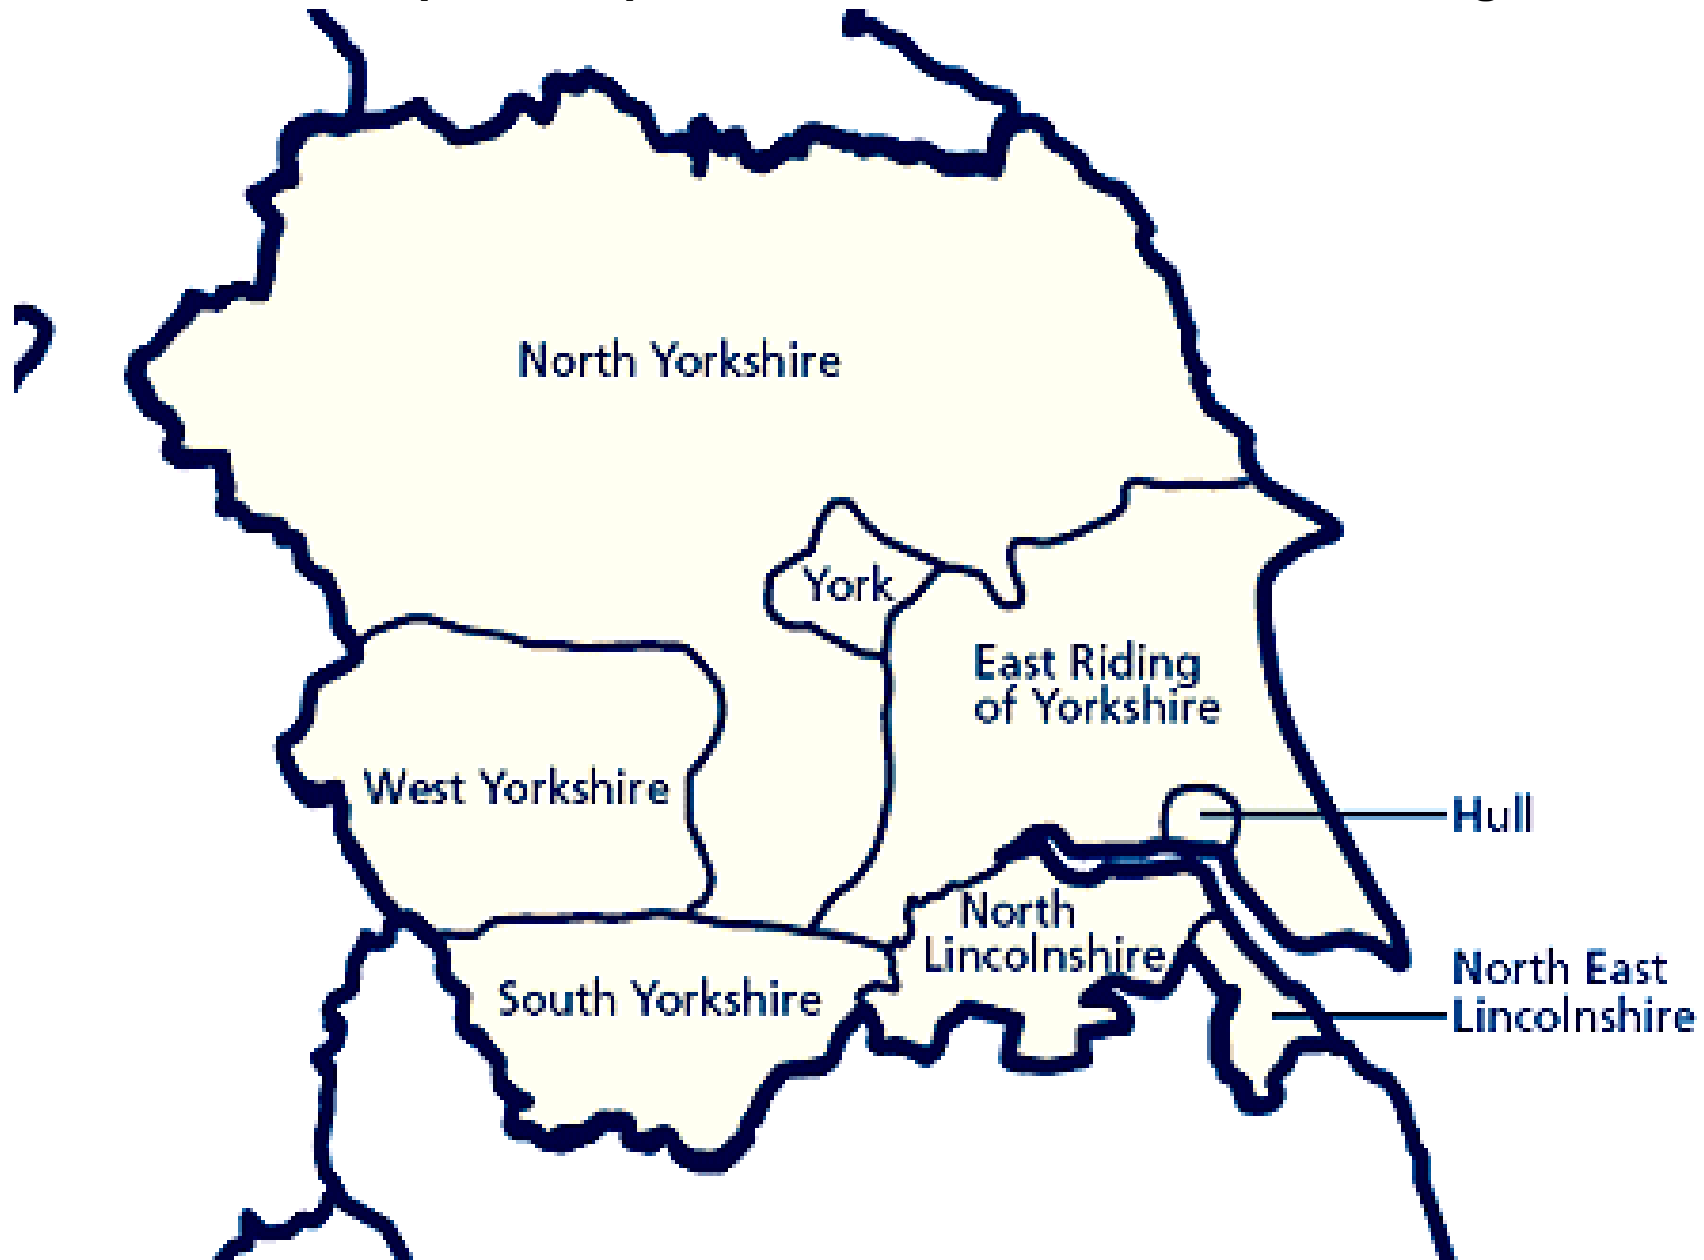 North Yorkshire
York
East Riding
of Yorkshire
West Yorkshire
Hull
North
Lincolnshire
South Yorkshire
North East
Lincolnshire